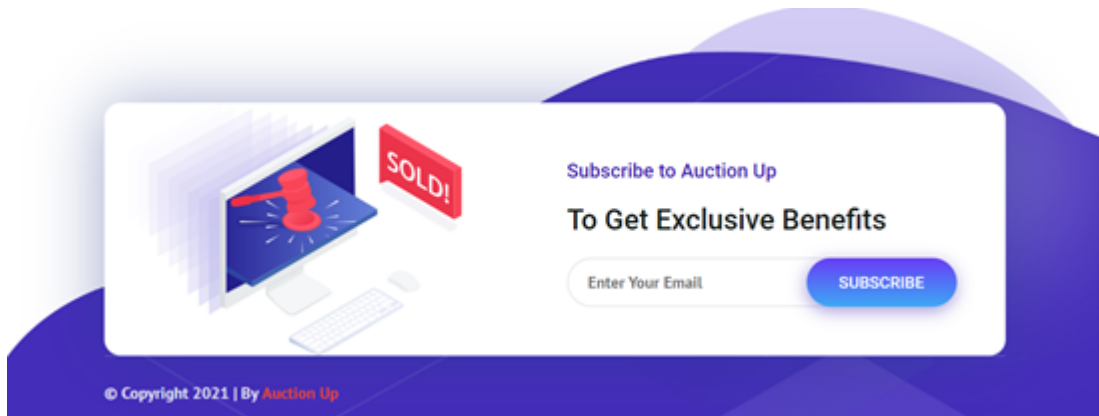 SOLD!
Subscribe to Auction Up
To Get Exclusive Benefits
Enter Your Email
SUBSCRIBE
© Copyright 2021 | By Auction Up